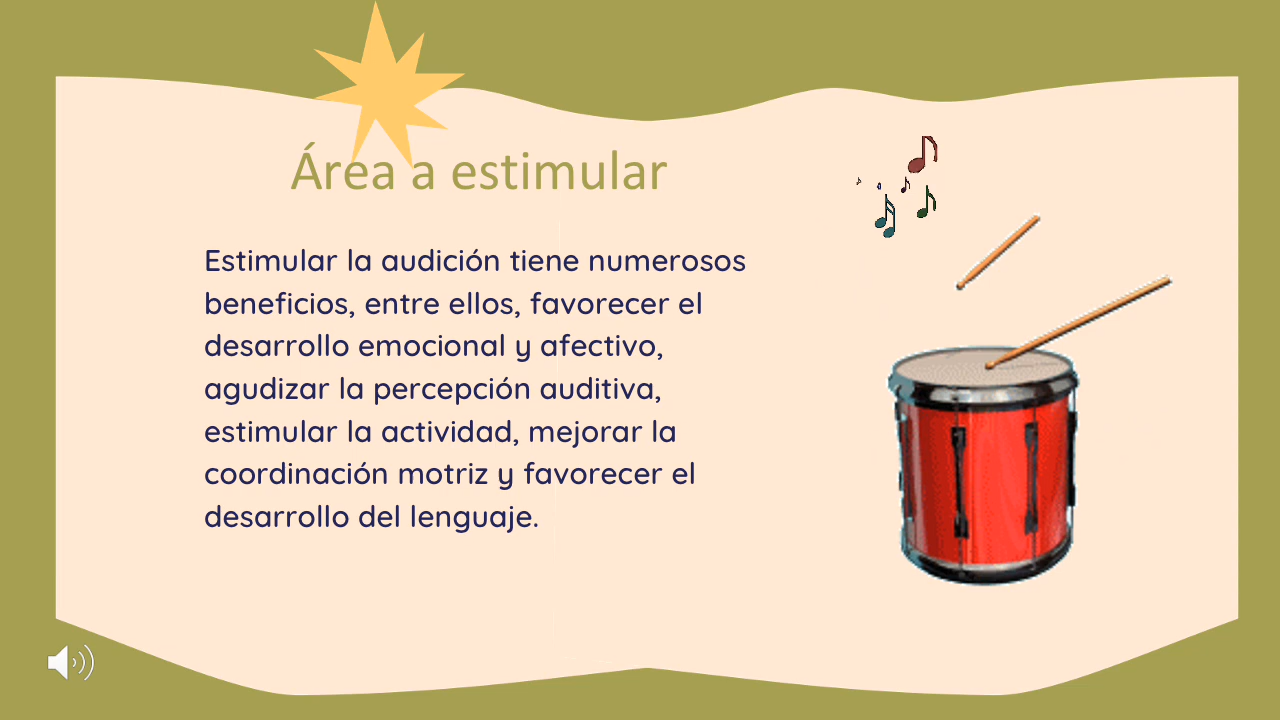 Área a estimular
Estimular la audición tiene numerosos
beneficios, entre ellos, favorecer el
desarrollo emocional y afectivo,
agudizar la percepción auditiva,
estimular la actividad, mejorar la
coordinación motriz y favorecer el
desarrollo del lenguaje.